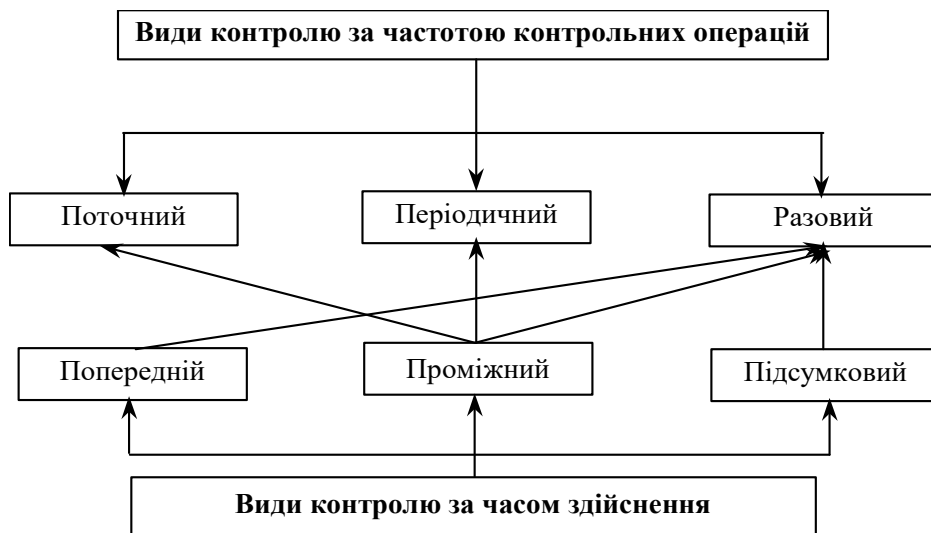 Види контролю за частотою контрольних операцій
Поточний
Періодичний
Разовий
Попередній
Проміжний
Підсумковий
Види контролю за часом здійснення